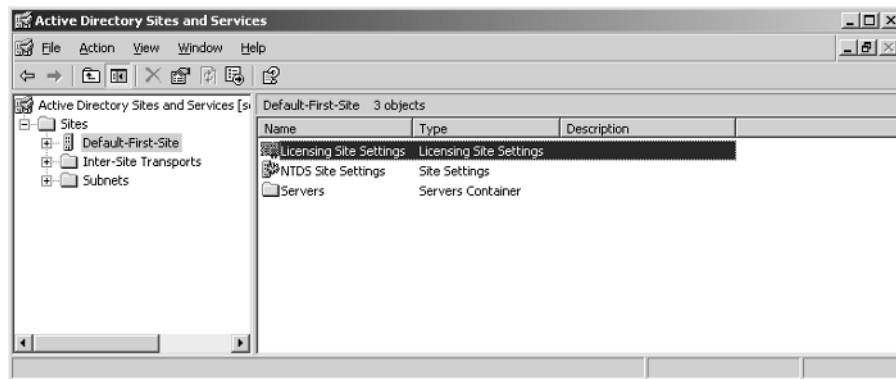 Active Directory Sites and Services
File Action View Window Help
Active Directory Sites and Services [s
Sites
Default-First-Site
Inter-Site Transports
Subnets
Default-First-Site 3 objects
Name Type Description
Licensing Site Settings Licensing Site Settings
NTDS Site Settings Site Settings
Servers Servers Container